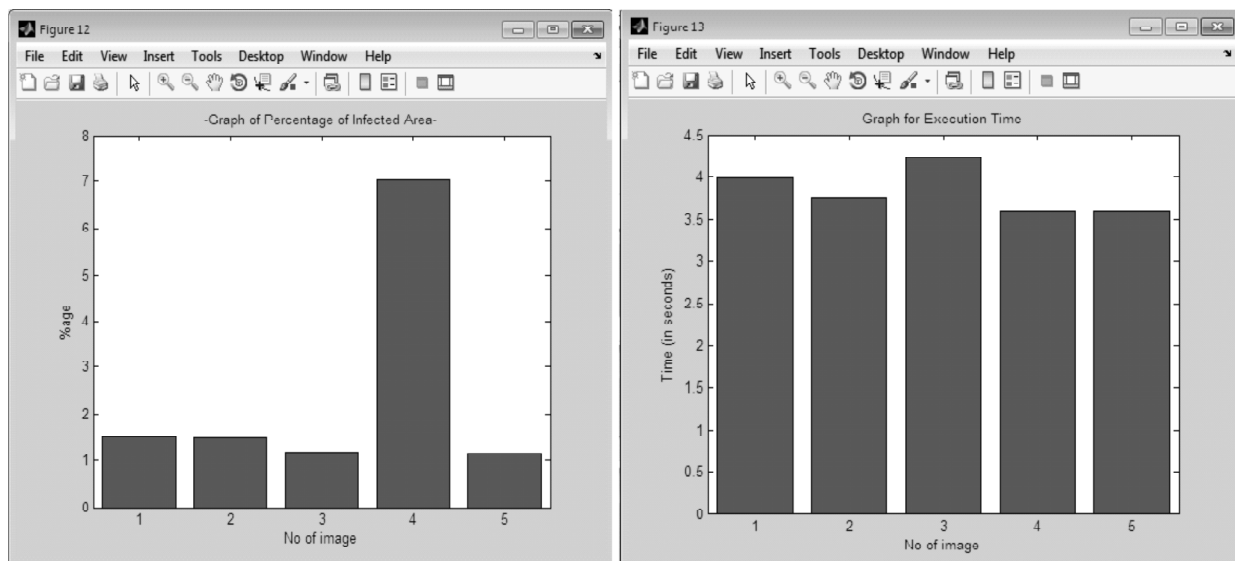 Figure 12
File Edit View Insert Tools Desktop Window Help
-Graph of Percentage of Infected Area-
8
7
6
5
4
3
2
1
0
%age
1 2 3 4 5
No of image
Figure 13
File Edit View Insert Tools Desktop Window Help
Graph for Execution Time
4.5
4
3.5
3
2.5
2
1.5
1
0.5
0
Time (in seconds)
1 2 3 4 5
No of image